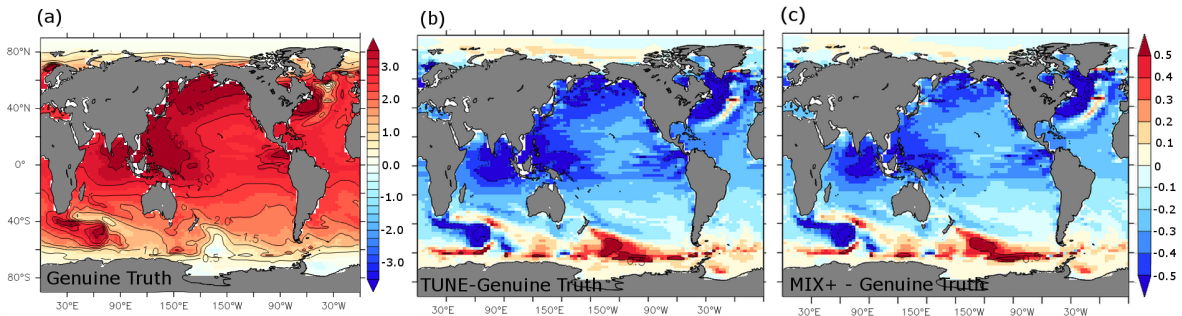 (a)
(b)
(c)
80°N
40°N
0°
40°S
80°S
30°E
90°E
150°E
150°W
90°W
30°W
Genuine Truth
3.0
2.0
1.0
0.0
-1.0
-2.0
-3.0
30°E
90°E
150°E
150°W
90°W
30°W
TUNE-Genuine Truth
30°E
90°E
150°E
150°W
90°W
30°W
MIX+ - Genuine Truth
0.5
0.4
0.3
0.2
0.1
0
-0.1
-0.2
-0.3
-0.4
-0.5